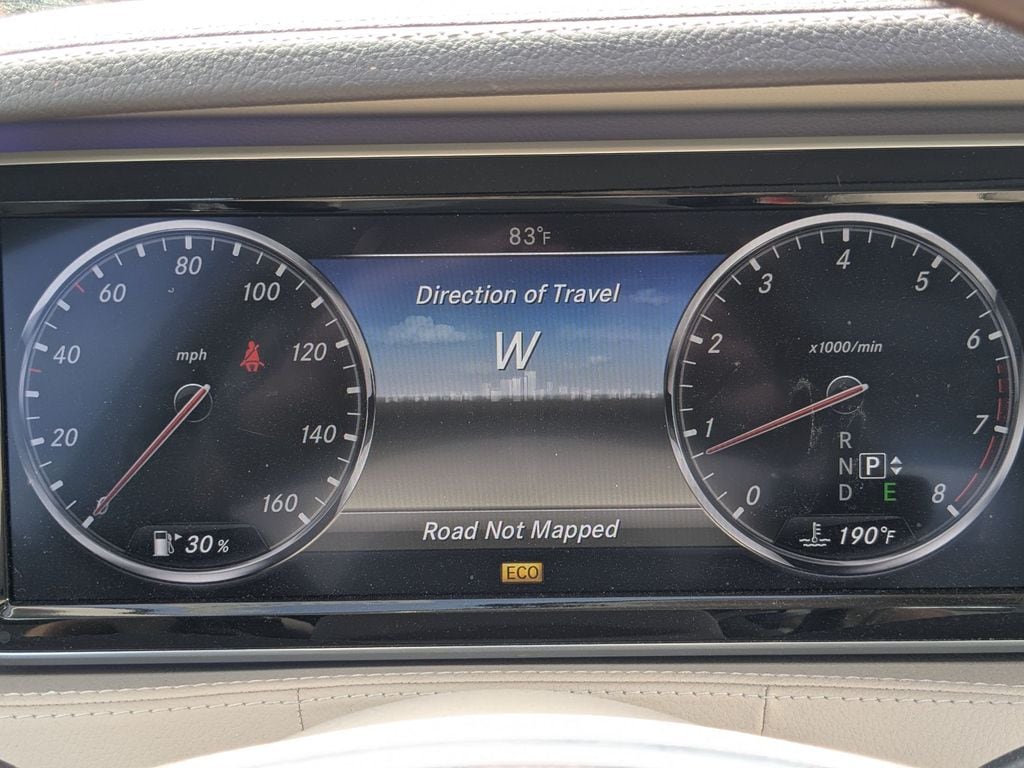 83°F
Direction of Travel
W
Road Not Mapped
ECO
20
40
60
80
100
120
140
160
mph
30 %
0
1
2
3
4
5
6
7
8
x1000/min
R
N P
D E
190°F